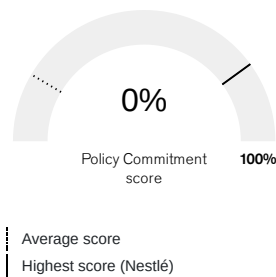 0%
Policy Commitment 100%
score
Average score
Highest score (Nestlé)